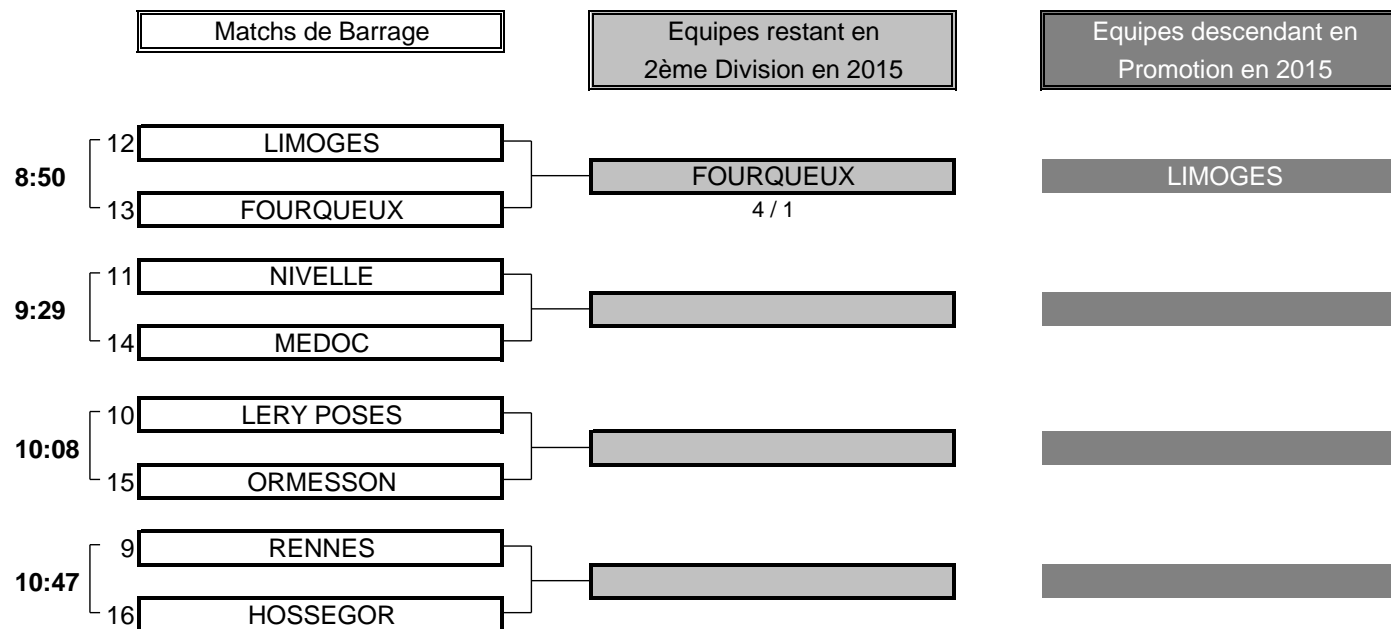 Matchs de Barrage
Equipes restant en
2ème Division en 2015
Equipes descendant en
Promotion en 2015
12 LIMOGES
8:50 FOURQUEUX LIMOGES
13 FOURQUEUX 4 / 1
11 NIVELLE
9:29
14 MEDOC
10 LERY POSES
10:08
15 ORMESSON
9 RENNES
10:47
16 HOSSEGOR